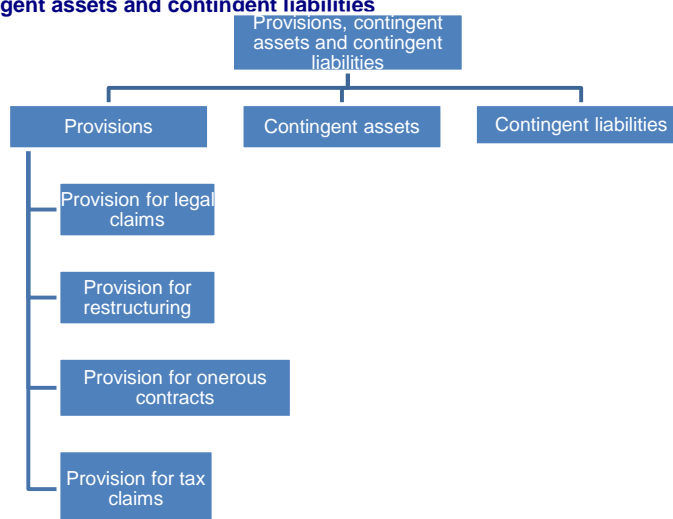 gent assets and contingent liabilities
Provisions, contingent
assets and contingent
liabilities
Provisions
Contingent assets
Contingent liabilities
Provision for legal
claims
Provision for
restructuring
Provision for onerous
contracts
Provision for tax
claims